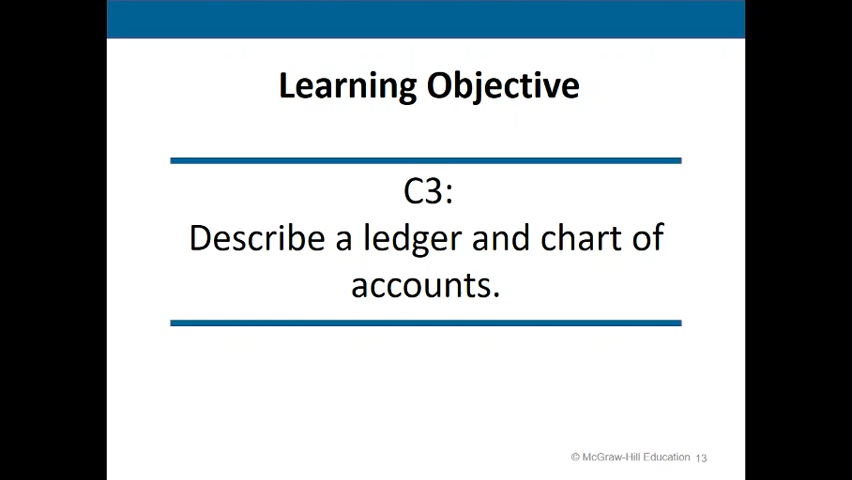 Learning Objective
C3:
Describe a ledger and chart of
accounts.
© McGraw-Hill Education 13